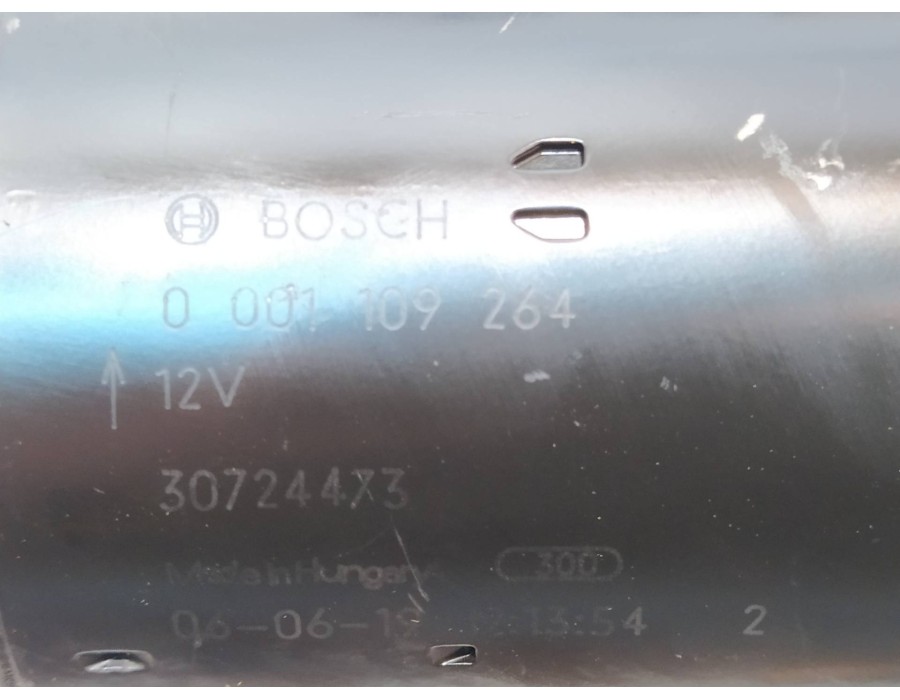 BOSCH
0 001 109 264
12V
30724473
Made in Hungary
300
06-06-19 :13:54 2